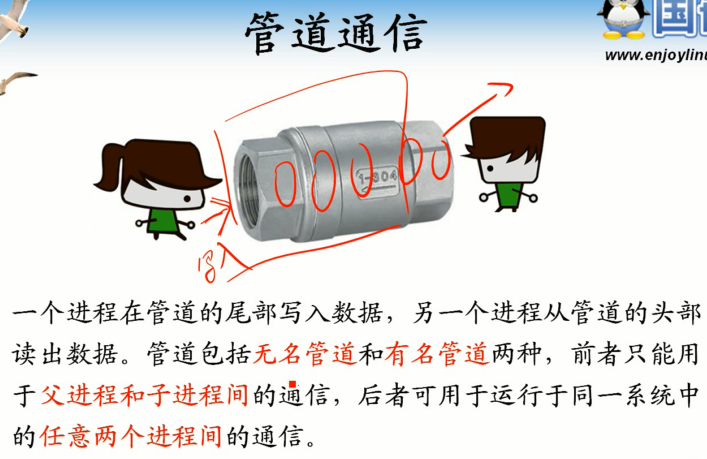 管道通信
国
www.enjoylinu
1-304
写入
一个进程在管道的尾部写入数据，另一个进程从管道的头部
读出数据。管道包括无名管道和有名管道两种，前者只能用
于父进程和子进程间的通信，后者可用于运行于同一系统中
的任意两个进程间的通信。